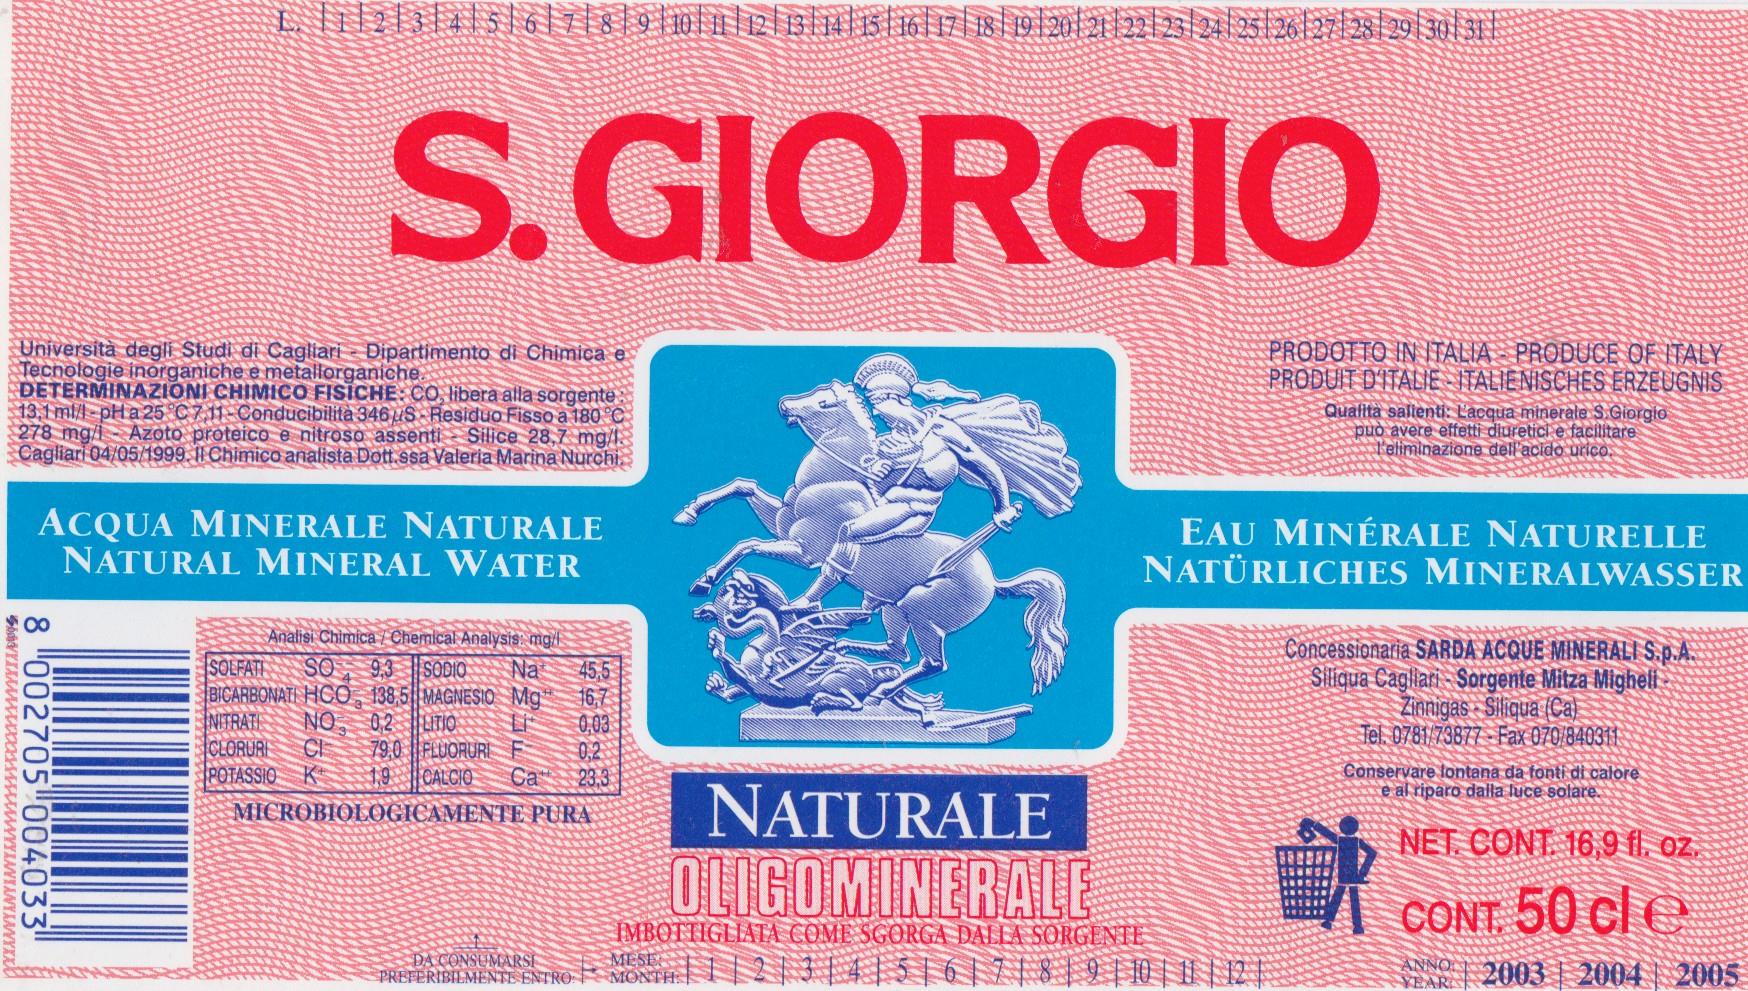 L. | 1 | 2 | 3 | 4 | 5 | 6 | 7 | 8 | 9 | 10 | 11 | 12 | 13 | 14 | 15 | 16 | 17 | 18 | 19 | 20 | 21 | 22 | 23 | 24 | 25 | 26 | 27 | 28 | 29 | 30 | 31 |
S. GIORGIO
Università degli Studi di Cagliari - Dipartimento di Chimica e
Tecnologie inorganiche e metallorganiche.
DETERMINAZIONI CHIMICO FISICHE: CO₂ libera alla sorgente :
13,1 ml/l - pH a 25 °C 7,11 - Conducibilità 346 µS - Residuo Fisso a 180 °C
278 mg/l - Azoto proteico e nitroso assenti - Silice 28,7 mg/l.
Cagliari 04/05/1999. Il Chimico analista Dott.ssa Valeria Marina Nurchi.
PRODOTTO IN ITALIA - PRODUCE OF ITALY
PRODUIT D'ITALIE - ITALIENISCHES ERZEUGNIS
Qualità salienti: L'acqua minerale S.Giorgio
può avere effetti diuretici e facilitare
l'eliminazione dell'acido urico.
ACQUA MINERALE NATURALE
NATURAL MINERAL WATER
EAU MINÉRALE NATURELLE
NATÜRLICHES MINERALWASSER
8 002705 004033
Analisi Chimica / Chemical Analysis: mg/l
SOLFATI SO₄⁻⁻ 9,3 SODIO Na⁺ 45,5
BICARBONATI HCO₃⁻ 138,5 MAGNESIO Mg⁺⁺ 16,7
NITRATI NO₃⁻ 0,2 LITIO Li⁺ 0,03
CLORURI Cl⁻ 79,0 FLUORURI F⁻ 0,2
POTASSIO K⁺ 1,9 CALCIO Ca⁺⁺ 23,3
MICROBIOLOGICAMENTE PURA
NATURALE
OLIGOMINERALE
IMBOTTIGLIATA COME SGORGA DALLA SORGENTE
Concessionaria SARDA ACQUE MINERALI S.p.A.
Siliqua Cagliari - Sorgente Mitza Migheli -
Zinnigas - Siliqua (Ca)
Tel. 0781/73877 - Fax 070/840311
Conservare lontana da fonti di calore
e al riparo dalla luce solare.
NET. CONT. 16,9 fl. oz.
CONT. 50 cl ℮
DA CONSUMARSI
PREFERIBILMENTE ENTRO:
MESE:
MONTH: | 1 | 2 | 3 | 4 | 5 | 6 | 7 | 8 | 9 | 10 | 11 | 12 |
ANNO:
YEAR: | 2003 | 2004 | 2005